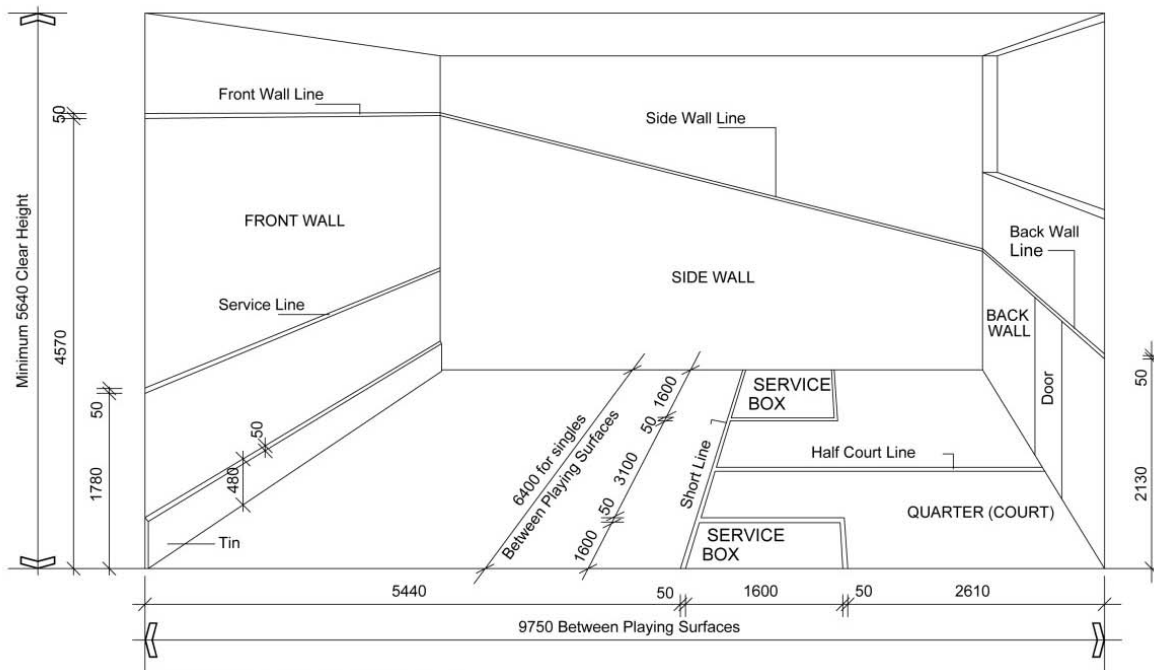 Minimum 5640 Clear Height
50
4570
50
1780
Front Wall Line
FRONT WALL
Service Line
50
480
Tin
Side Wall Line
SIDE WALL
Back Wall
Line
BACK
WALL
Door
50
2130
6400 for singles
Between Playing Surfaces
1600
50
3100
50
1600
Short Line
SERVICE
BOX
Half Court Line
QUARTER (COURT)
SERVICE
BOX
5440
50
1600
50
2610
9750 Between Playing Surfaces